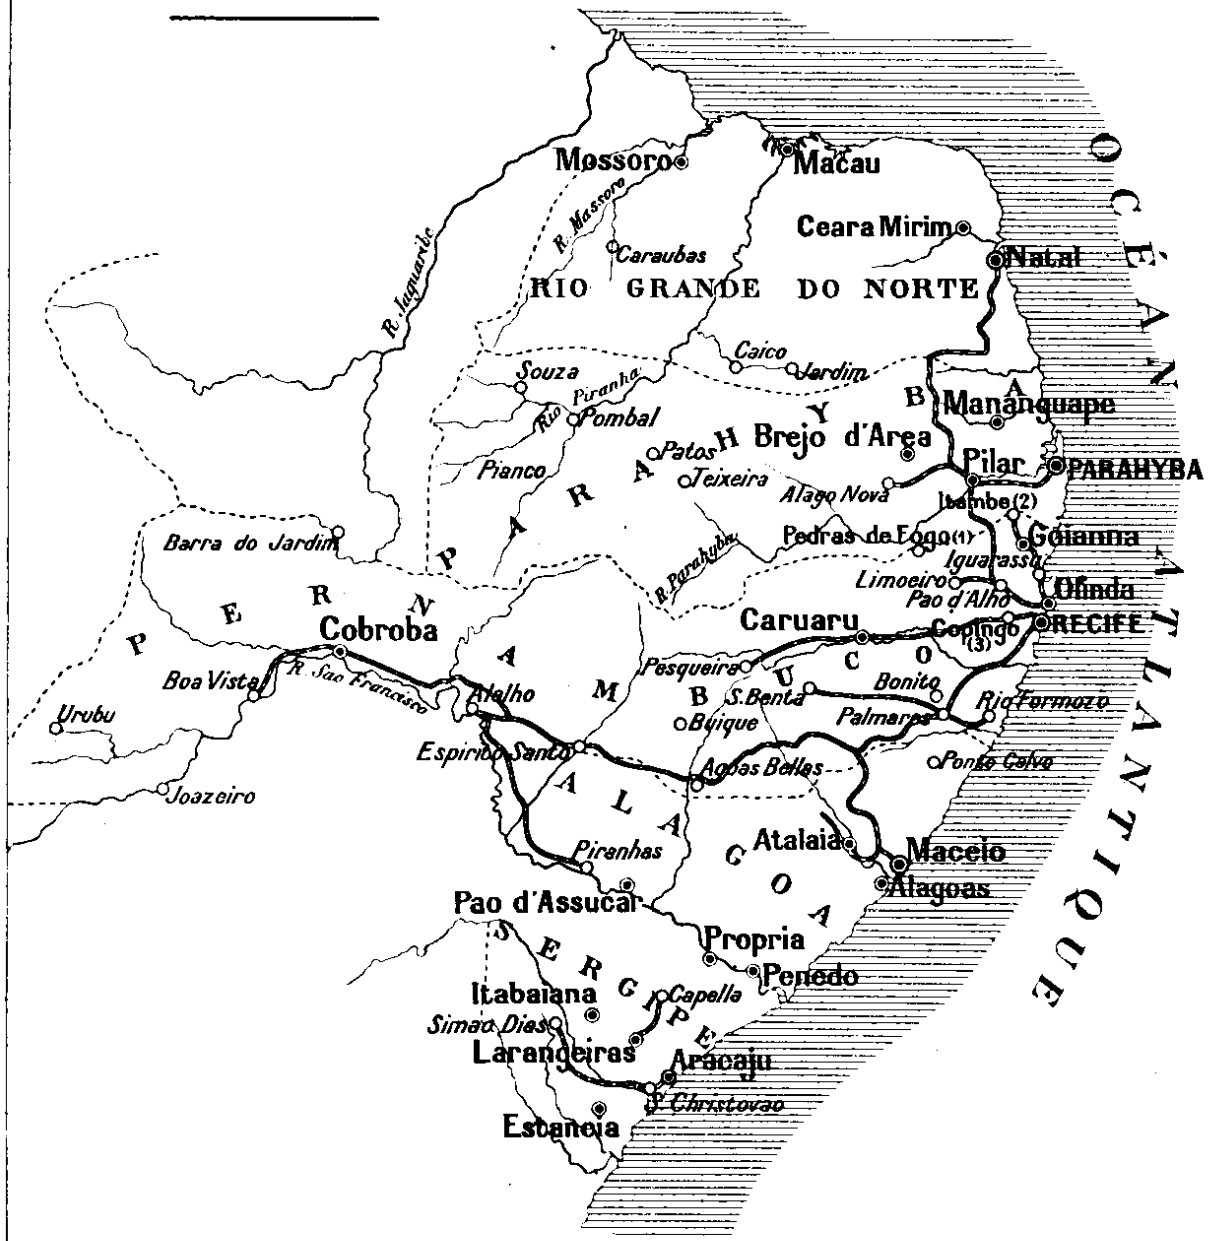 OCÉAN ATLANTIQUE
Mossoro
Macau
R. Massoro
Ceara Mirim
Caraubas
Natal
R. Jaguaribe
RIO GRANDE DO NORTE
Caico
Jardim
Souza
Rio Piranha
Pombal
PARAHYBA
Mananguape
Brejo d'Area
Patos
Pianco
Teixeira
Pilar
PARAHYBA
Alago Nova
Itambe (2)
Barra do Jardim
Pedras de Fogo (1)
Goianna
R. Parahyba
Iguarassu
Limoeiro
Pao d'Alho
Olinda
PERNAMBUCO
Cobroba
Caruaru
Copingo
(3)
RECIFE
Pesqueira
Boa Vista
R. Sao Francisco
S. Benta
Bonito
Alalho
Rio Formozo
Urubu
Buique
Palmares
Espirito Santo
Agoas Bellas
Ponte Calvo
Joazeiro
ALAGOA
Atalaia
Maceio
Piranhas
Alagoas
Pao d'Assucar
SERGIPE
Propria
Penedo
Itabaiana
Capella
Simao Dias
Larangeiras
Aracaju
S. Christovao
Estancia